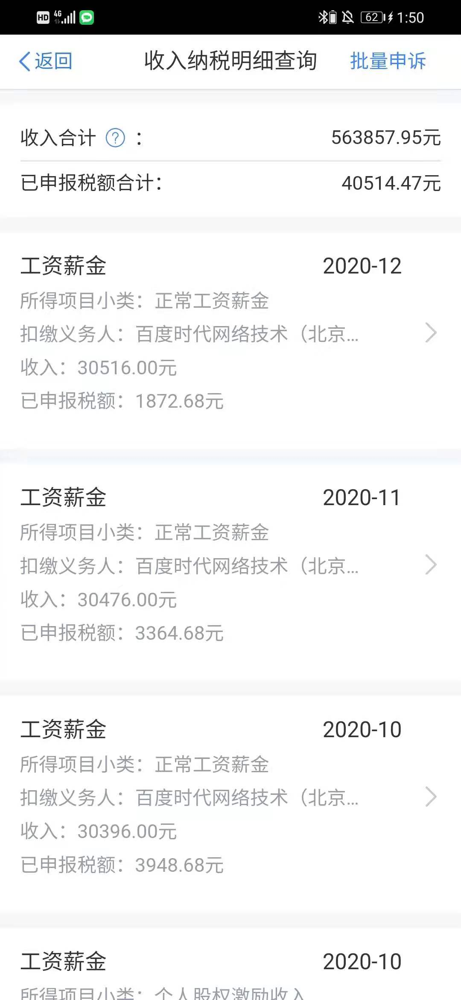 HD 4G 62 1:50
返回 收入纳税明细查询 批量申诉
收入合计 ? ： 563857.95元
已申报税额合计： 40514.47元
工资薪金 2020-12
所得项目小类：正常工资薪金
扣缴义务人：百度时代网络技术（北京...
收入：30516.00元
已申报税额：1872.68元
工资薪金 2020-11
所得项目小类：正常工资薪金
扣缴义务人：百度时代网络技术（北京...
收入：30476.00元
已申报税额：3364.68元
工资薪金 2020-10
所得项目小类：正常工资薪金
扣缴义务人：百度时代网络技术（北京...
收入：30396.00元
已申报税额：3948.68元
工资薪金 2020-10
所得项目小类：个人股权激励收入